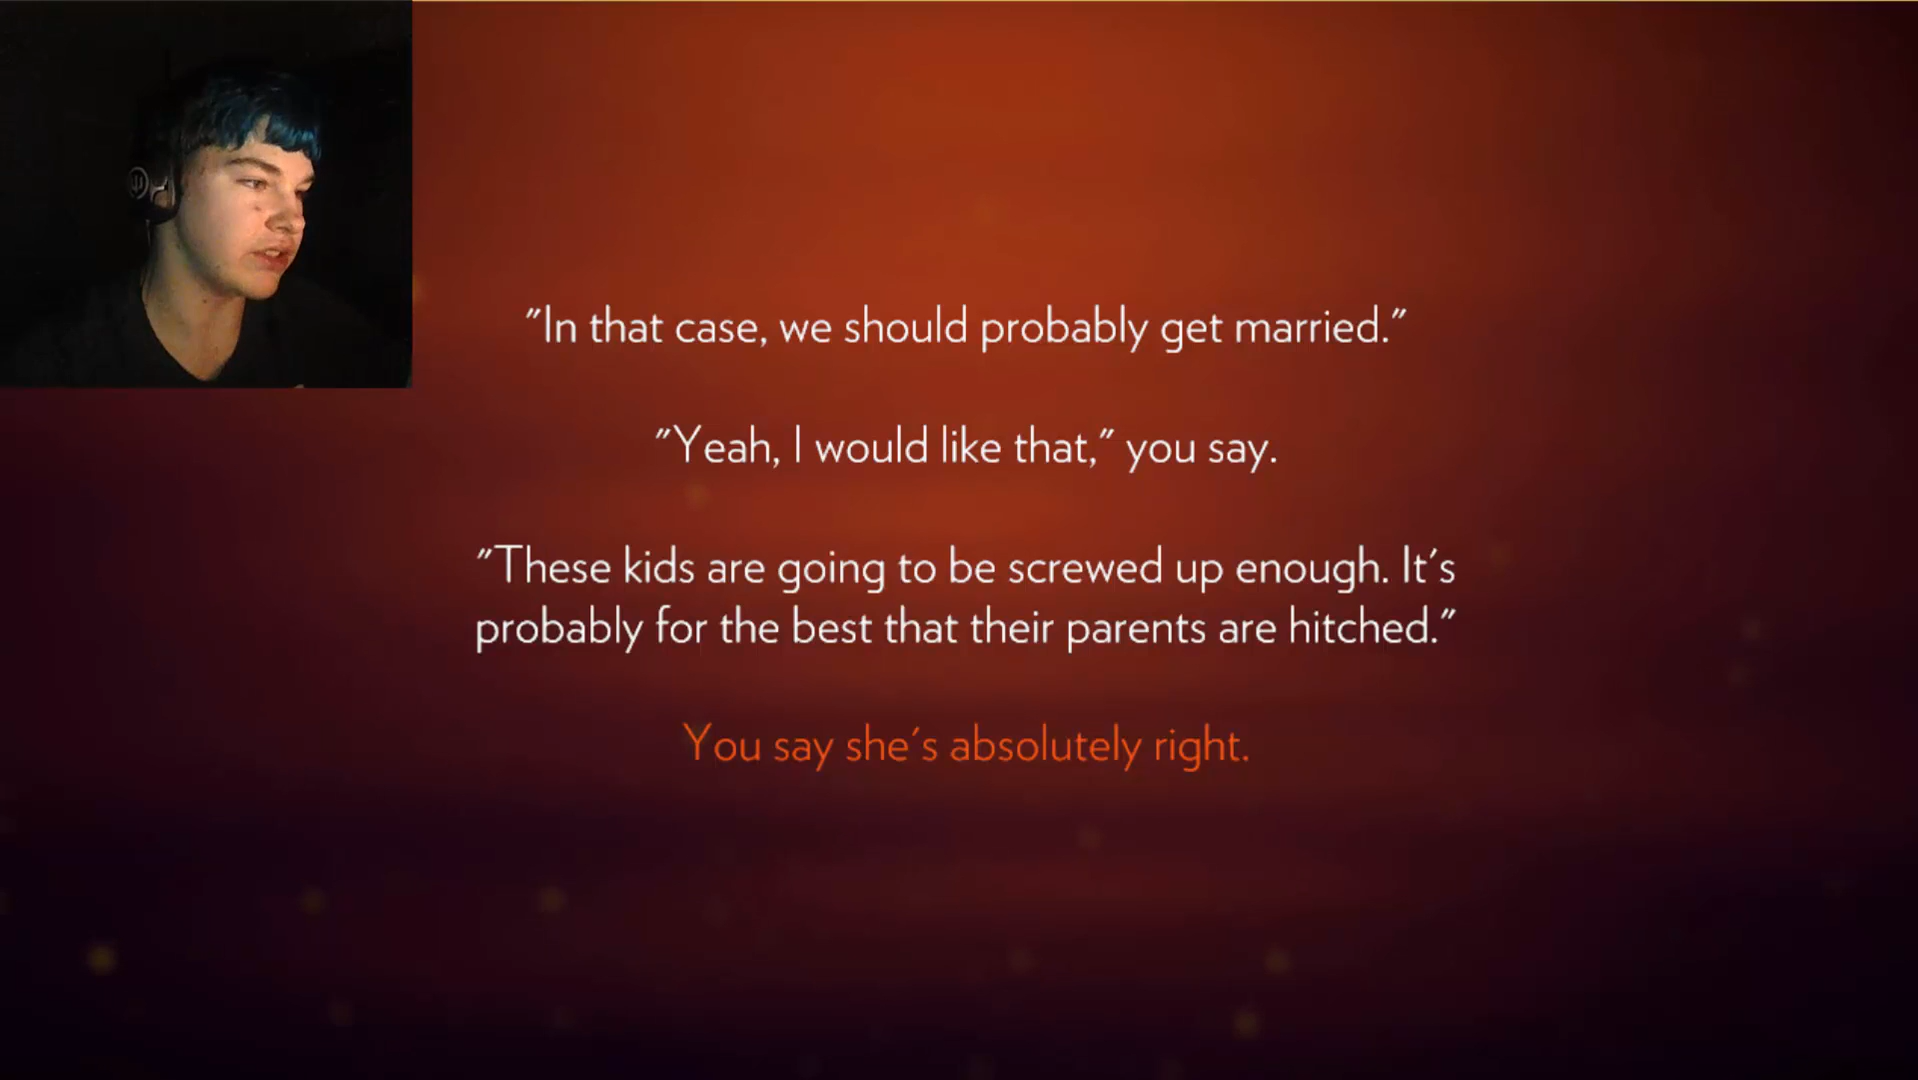 "In that case, we should probably get married."
"Yeah, I would like that," you say.
"These kids are going to be screwed up enough. It's
probably for the best that their parents are hitched."
You say she's absolutely right.